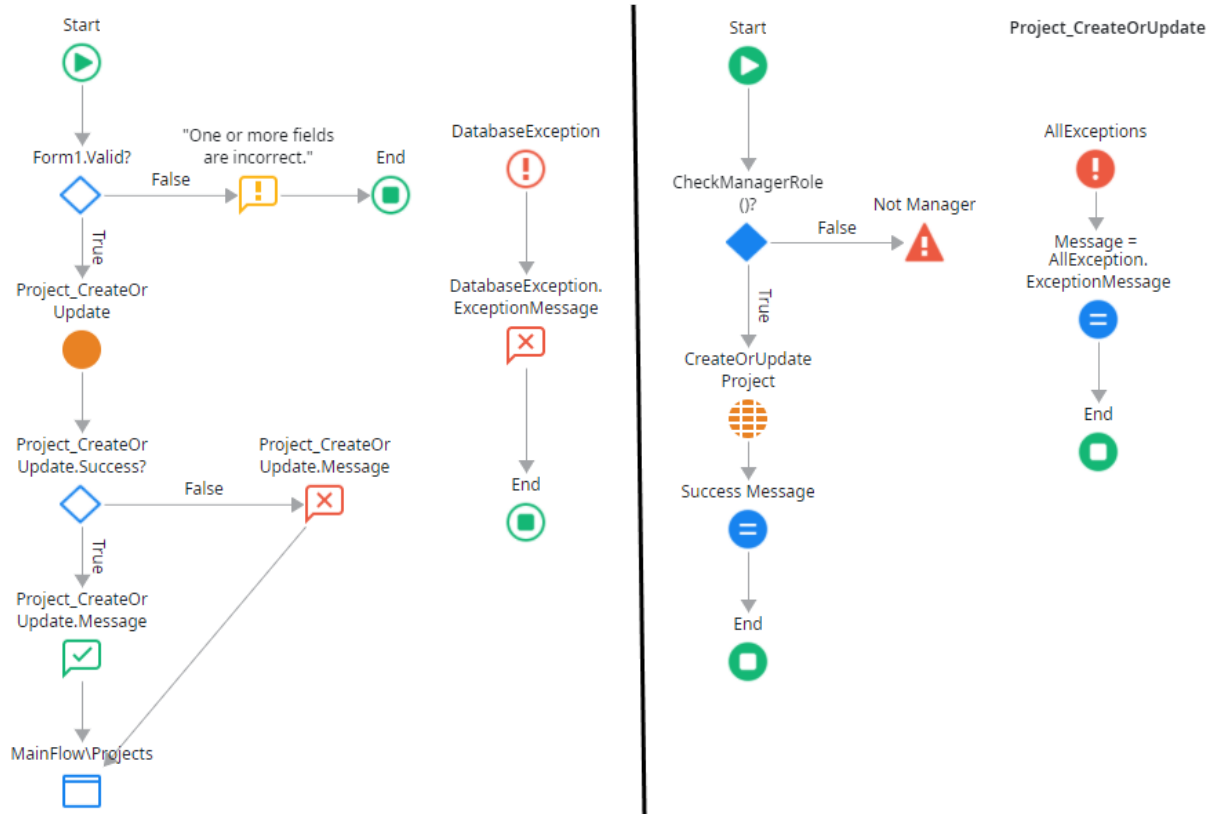 Start
Form1.Valid?
False
"One or more fields
are incorrect."
End
True
Project_CreateOr
Update
Project_CreateOr
Update.Success?
False
Project_CreateOr
Update.Message
True
Project_CreateOr
Update.Message
MainFlow\Projects
DatabaseException
DatabaseException.
ExceptionMessage
End
Project_CreateOrUpdate
Start
CheckManagerRole
()?
False
Not Manager
True
CreateOrUpdate
Project
Success Message
End
AllExceptions
Message =
AllException.
ExceptionMessage
End